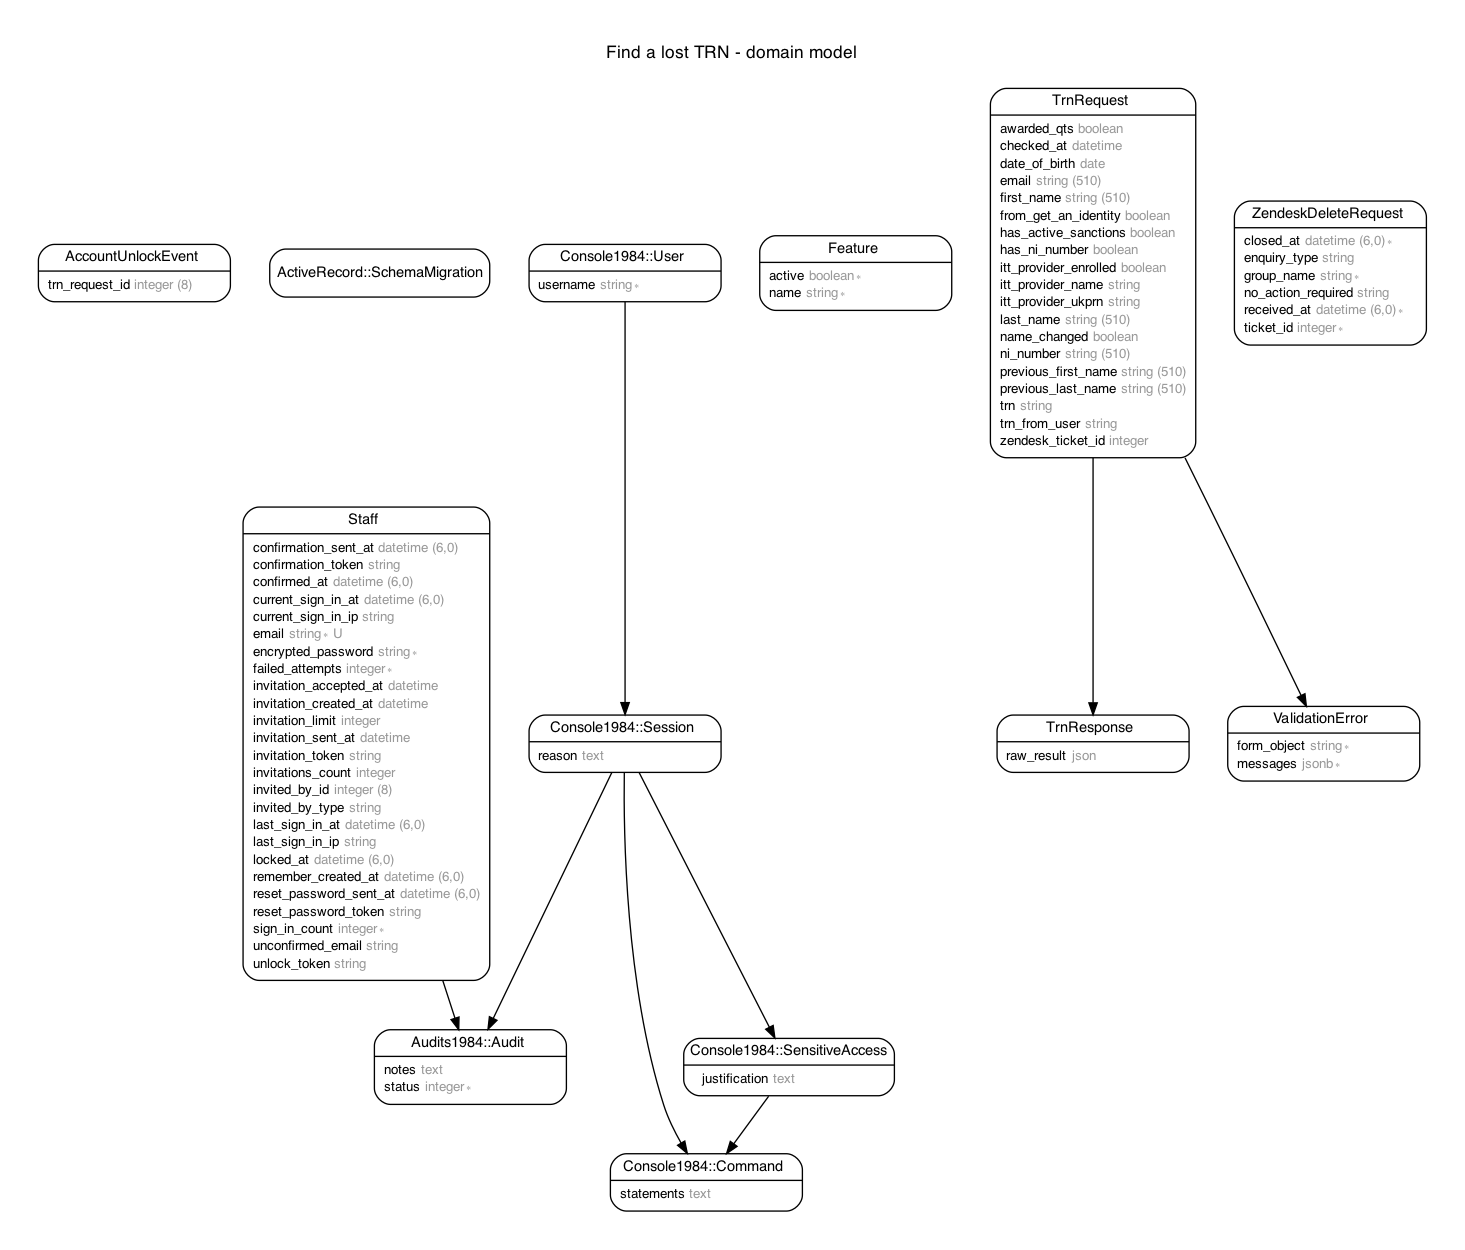 Find a lost TRN - domain model
TrnRequest
awarded_qts boolean
checked_at datetime
date_of_birth date
email string (510)
first_name string (510)
from_get_an_identity boolean
has_active_sanctions boolean
has_ni_number boolean
itt_provider_enrolled boolean
itt_provider_name string
itt_provider_ukprn string
last_name string (510)
name_changed boolean
ni_number string (510)
previous_first_name string (510)
previous_last_name string (510)
trn string
trn_from_user string
zendesk_ticket_id integer
ZendeskDeleteRequest
closed_at datetime (6,0) *
enquiry_type string
group_name string *
no_action_required string
received_at datetime (6,0) *
ticket_id integer *
AccountUnlockEvent
trn_request_id integer (8)
ActiveRecord::SchemaMigration
Console1984::User
username string *
Feature
active boolean *
name string *
Staff
confirmation_sent_at datetime (6,0)
confirmation_token string
confirmed_at datetime (6,0)
current_sign_in_at datetime (6,0)
current_sign_in_ip string
email string * U
encrypted_password string *
failed_attempts integer *
invitation_accepted_at datetime
invitation_created_at datetime
invitation_limit integer
invitation_sent_at datetime
invitation_token string
invitations_count integer
invited_by_id integer (8)
invited_by_type string
last_sign_in_at datetime (6,0)
last_sign_in_ip string
locked_at datetime (6,0)
remember_created_at datetime (6,0)
reset_password_sent_at datetime (6,0)
reset_password_token string
sign_in_count integer *
unconfirmed_email string
unlock_token string
Console1984::Session
reason text
TrnResponse
raw_result json
ValidationError
form_object string *
messages jsonb *
Audits1984::Audit
notes text
status integer *
Console1984::SensitiveAccess
justification text
Console1984::Command
statements text